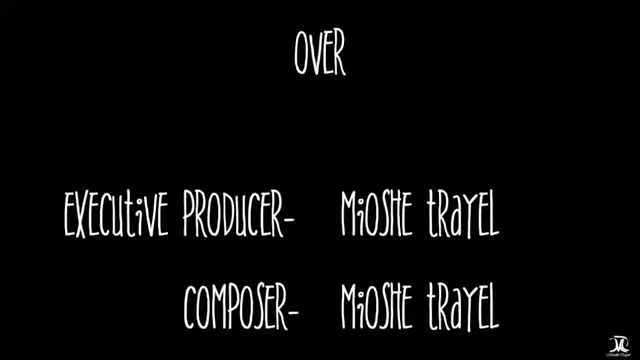 OVER
EXECUTIVE PRODUCER- MIOSHE TRAYEL
COMPOSER- MIOSHE TRAYEL